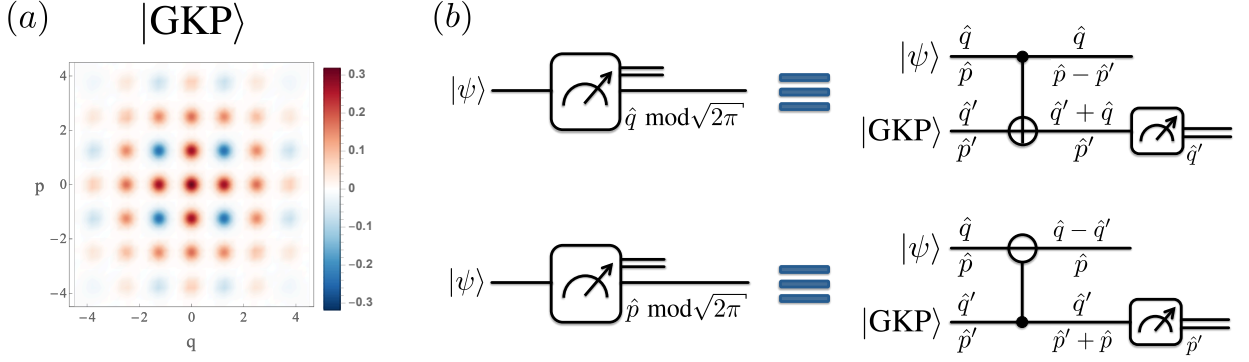 (a)
|GKP⟩
4
2
0
−2
−4
p
−4
−2
0
2
4
q
0.3
0.2
0.1
0
−0.1
−0.2
−0.3
(b)
|ψ⟩
q̂ mod√2π
|ψ⟩
q̂
p̂
q̂
p̂ − p̂′
|GKP⟩
q̂′
p̂′
q̂′ + q̂
p̂′
q̂′
|ψ⟩
p̂ mod√2π
|ψ⟩
q̂
p̂
q̂ − q̂′
p̂
|GKP⟩
q̂′
p̂′
q̂′
p̂′ + p̂
p̂′